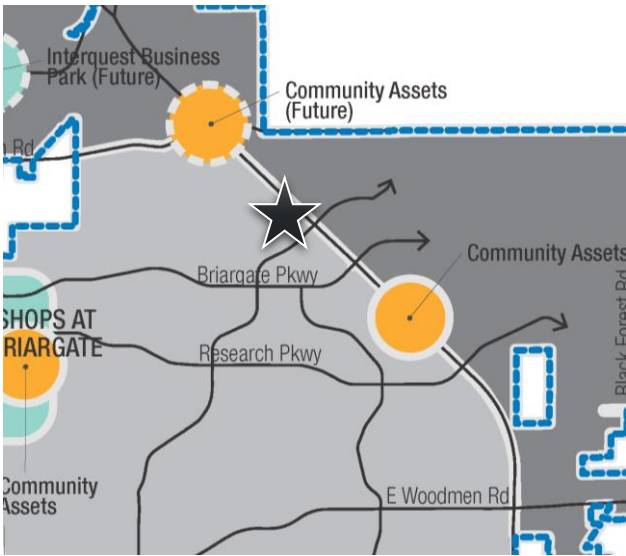 Interquest Business
Park (Future)
Community Assets
(Future)
Rd
Community Assets
Briargate Pkwy
SHOPS AT
RIARGATE
Research Pkwy
Black Forest Rd
Community
Assets
E Woodmen Rd